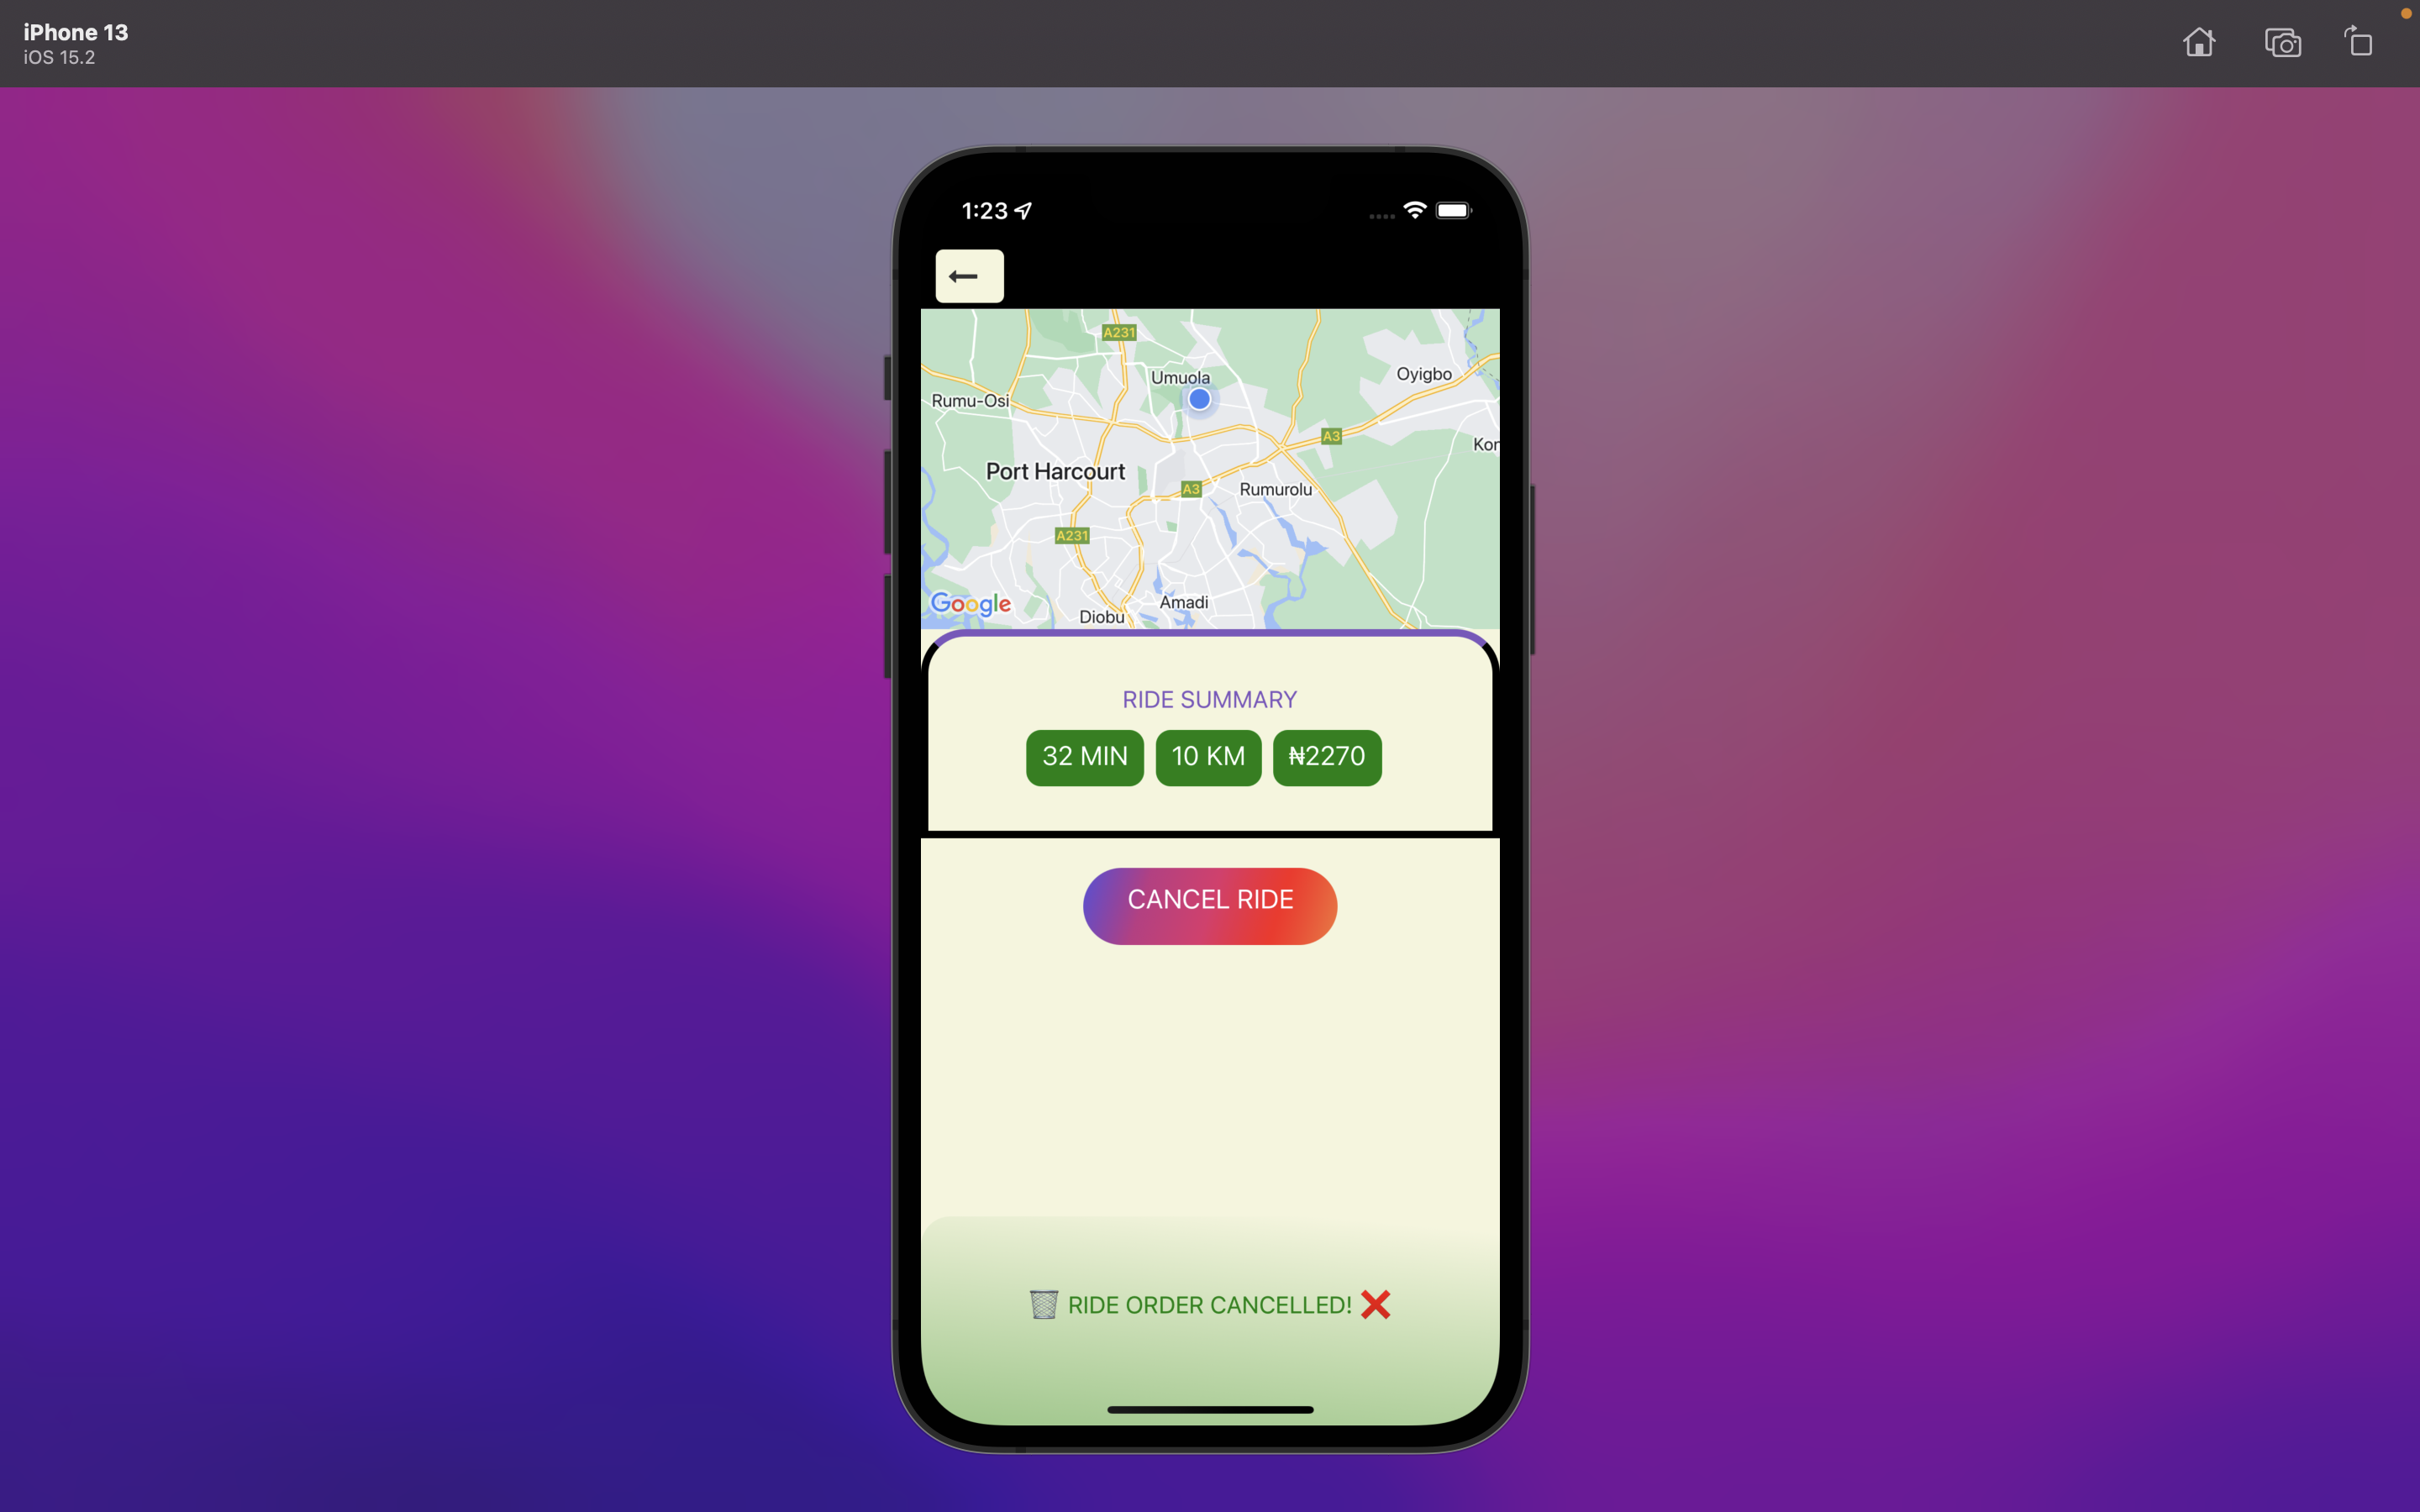 iPhone 13
iOS 15.2
1:23
A231
Umuola
Oyigbo
Rumu-Osi
A3
Kor
Port Harcourt
A3
Rumurolu
A231
Google
Amadi
Diobu
RIDE SUMMARY
32 MIN
10 KM
₦2270
CANCEL RIDE
🗑️ RIDE ORDER CANCELLED! ❌